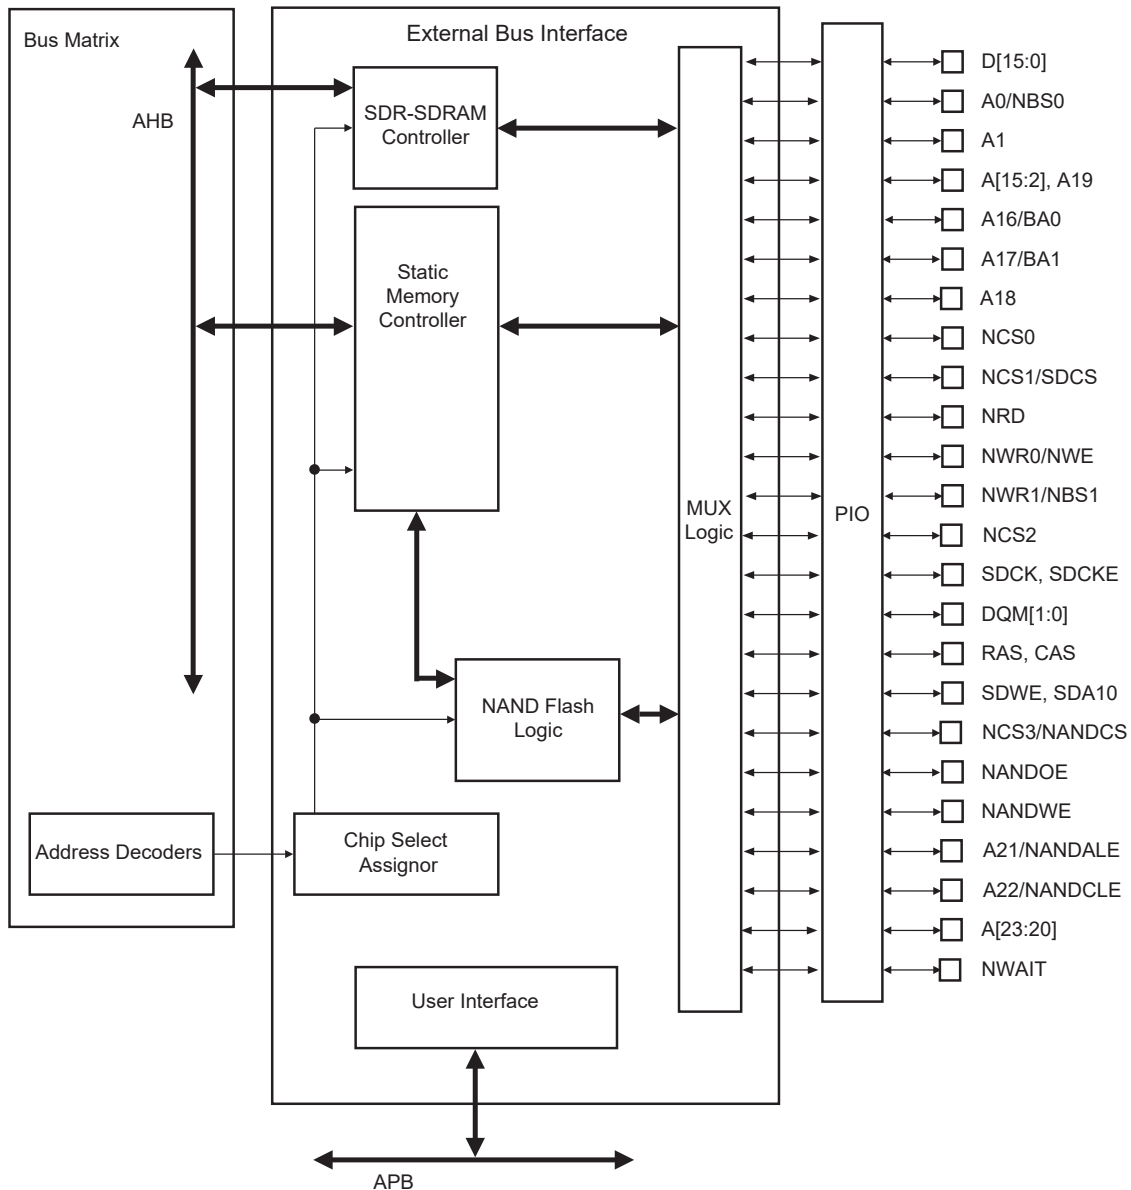 Bus Matrix
External Bus Interface
AHB
SDR-SDRAM
Controller
Static
Memory
Controller
NAND Flash
Logic
Address Decoders
Chip Select
Assignor
User Interface
APB
MUX
Logic
PIO
D[15:0]
A0/NBS0
A1
A[15:2], A19
A16/BA0
A17/BA1
A18
NCS0
NCS1/SDCS
NRD
NWR0/NWE
NWR1/NBS1
NCS2
SDCK, SDCKE
DQM[1:0]
RAS, CAS
SDWE, SDA10
NCS3/NANDCS
NANDOE
NANDWE
A21/NANDALE
A22/NANDCLE
A[23:20]
NWAIT